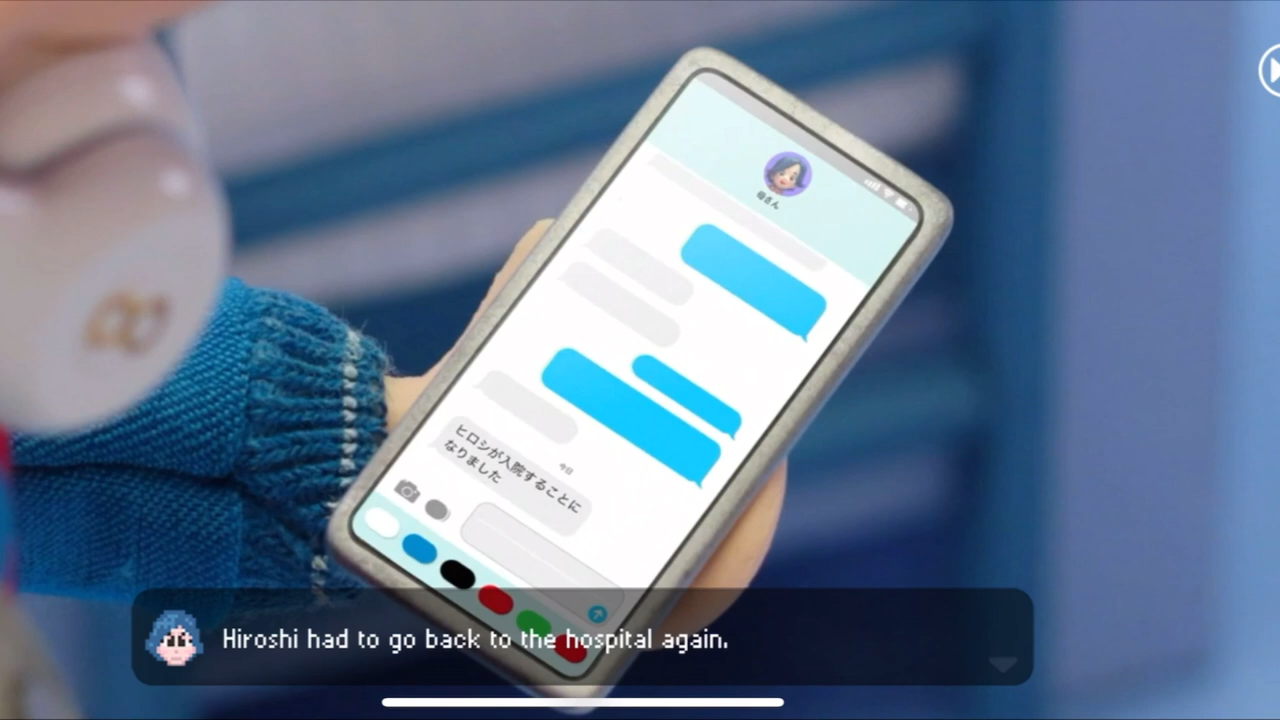 母さん
今日
ヒロシが入院することに
なりました
Hiroshi had to go back to the hospital again.